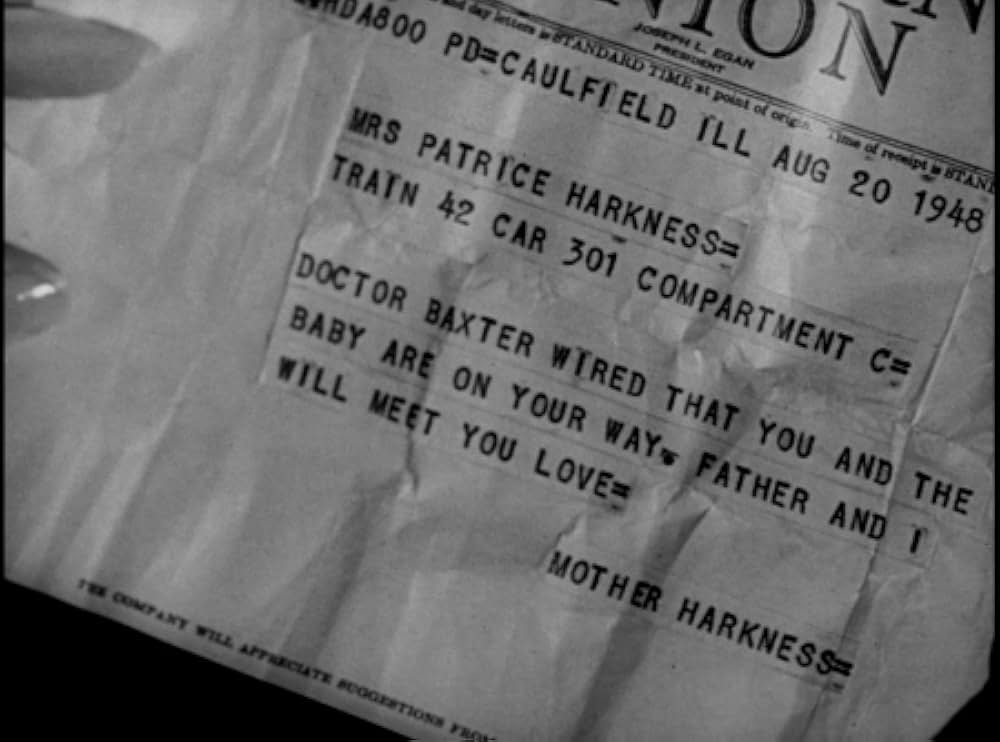 UNION
JOSEPH L. EGAN
PRESIDENT
and day letters is STANDARD TIME at point of origin. Time of receipt is STAND
HDA800 PD=CAULFIELD ILL AUG 20 1948
MRS PATRICE HARKNESS=
TRAIN 42 CAR 301 COMPARTMENT C=
DOCTOR BAXTER WIRED THAT YOU AND THE
BABY ARE ON YOUR WAY. FATHER AND I
WILL MEET YOU LOVE=
MOTHER HARKNESS=
THE COMPANY WILL APPRECIATE SUGGESTIONS FROM